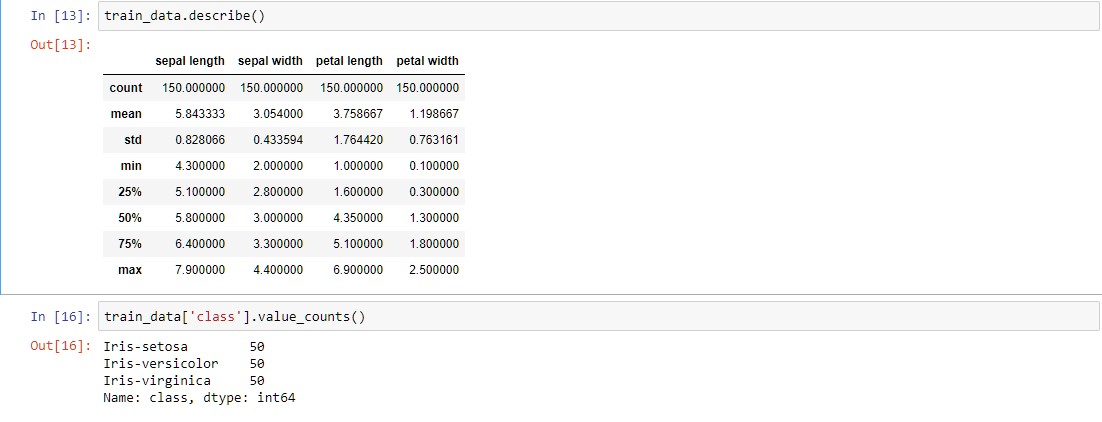 In [13]: train_data.describe()
Out[13]:
sepal length sepal width petal length petal width
count 150.000000 150.000000 150.000000 150.000000
mean 5.843333 3.054000 3.758667 1.198667
std 0.828066 0.433594 1.764420 0.763161
min 4.300000 2.000000 1.000000 0.100000
25% 5.100000 2.800000 1.600000 0.300000
50% 5.800000 3.000000 4.350000 1.300000
75% 6.400000 3.300000 5.100000 1.800000
max 7.900000 4.400000 6.900000 2.500000
In [16]: train_data['class'].value_counts()
Out[16]: Iris-setosa 50
Iris-versicolor 50
Iris-virginica 50
Name: class, dtype: int64